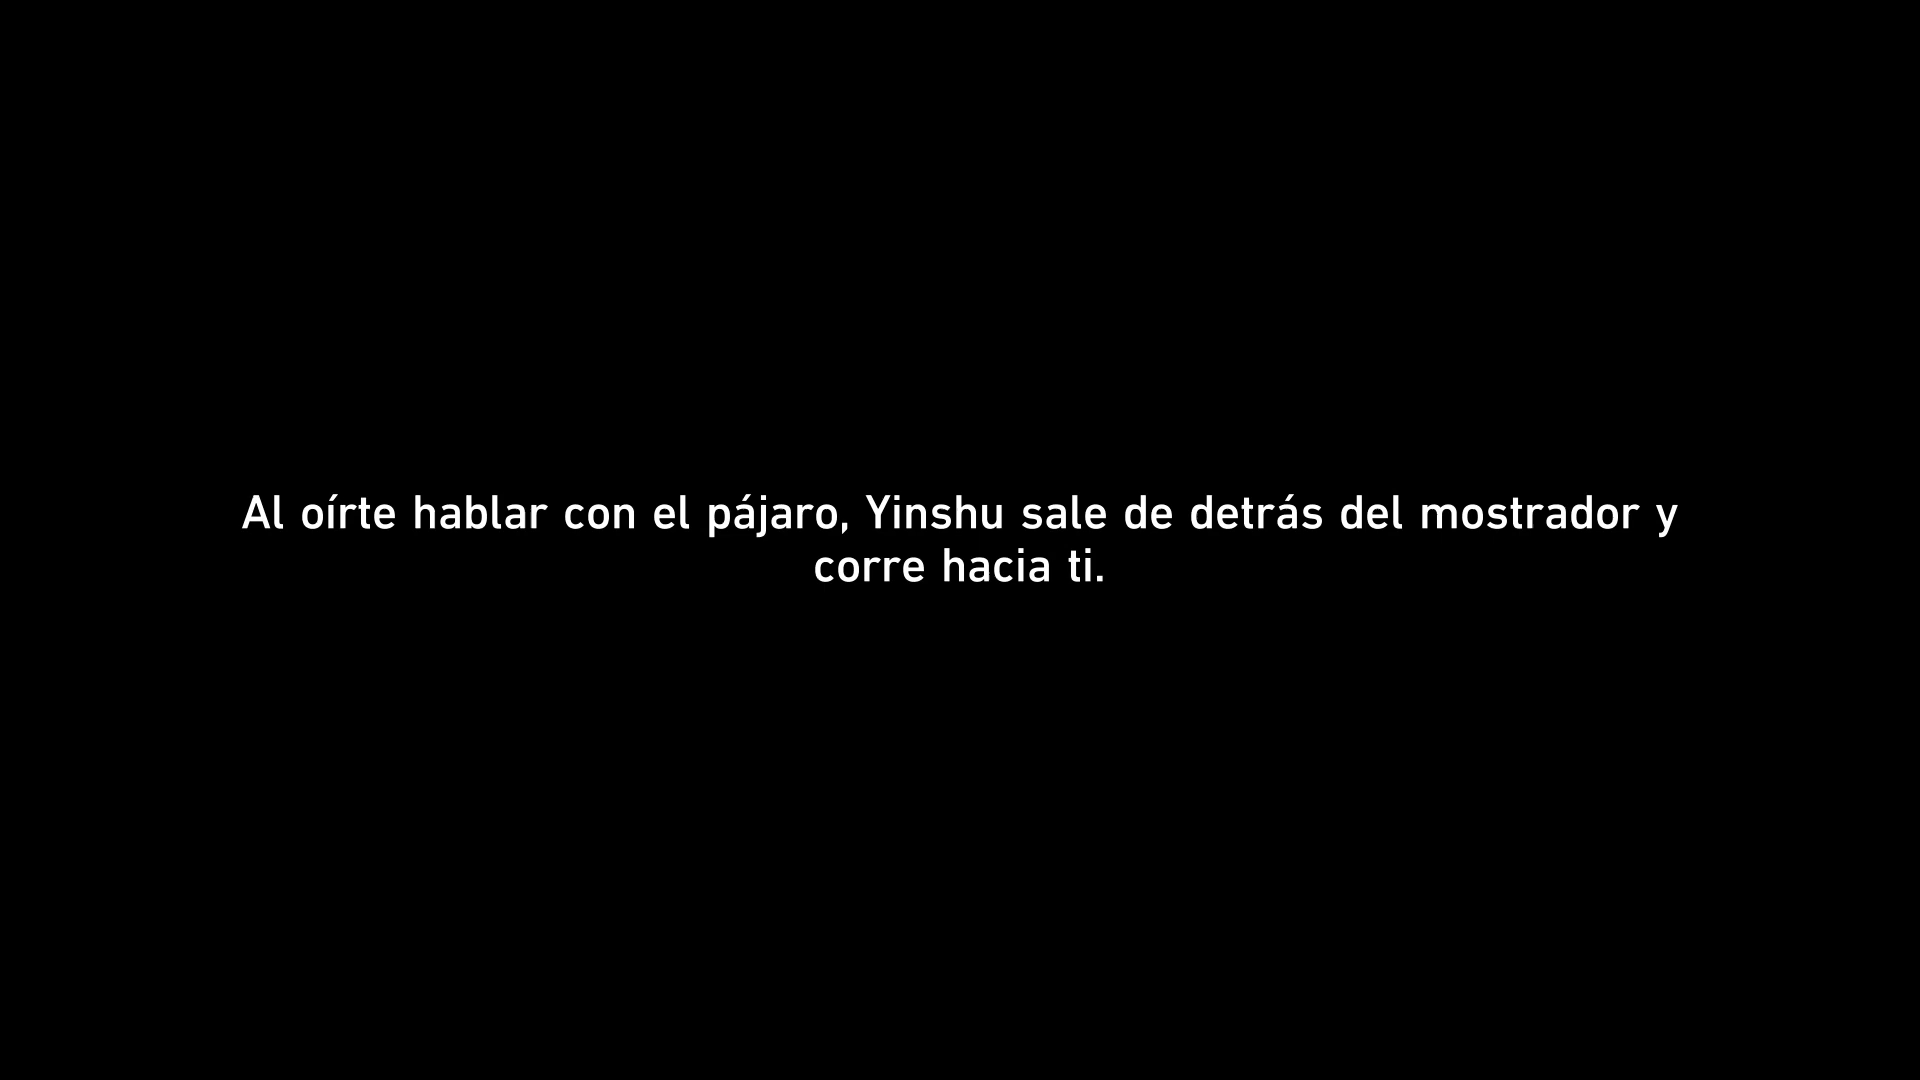 Al oírte hablar con el pájaro, Yinshu sale de detrás del mostrador y
corre hacia ti.